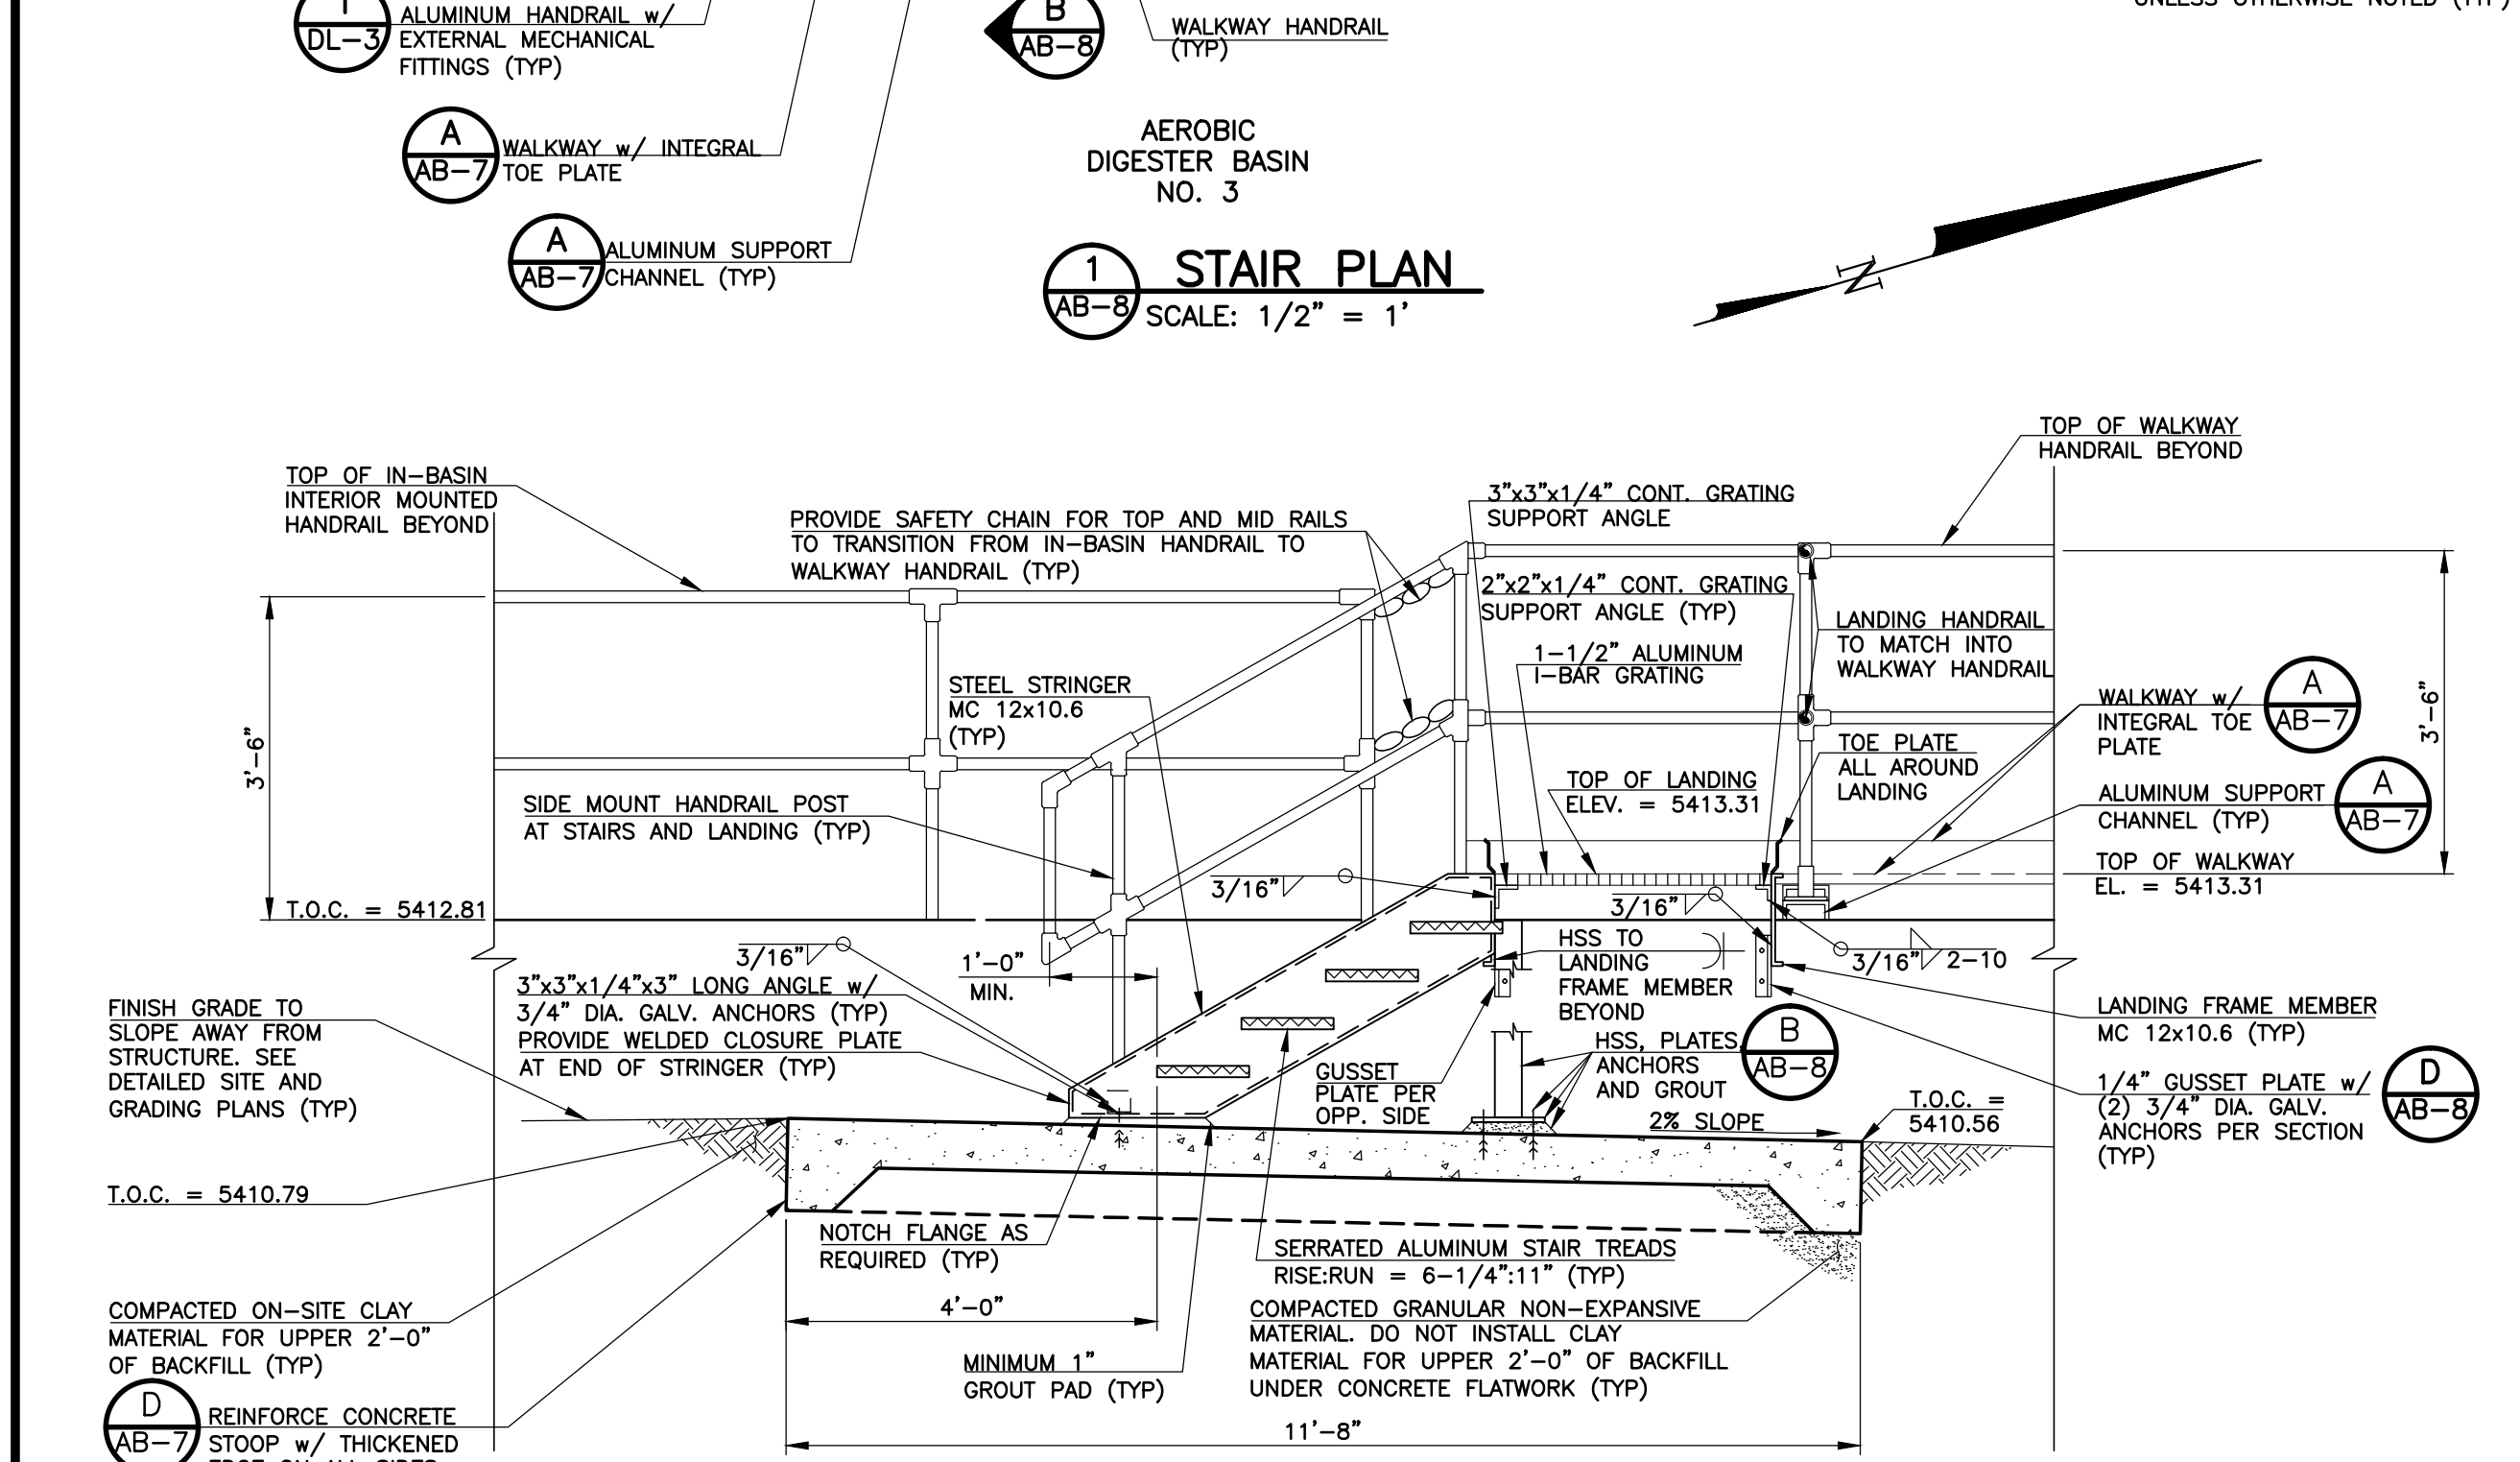 1
DL-3
ALUMINUM HANDRAIL w/
EXTERNAL MECHANICAL
FITTINGS (TYP)
B
AB-8
WALKWAY HANDRAIL
(TYP)
UNLESS OTHERWISE NOTED (TYP)
A
AB-7
WALKWAY w/ INTEGRAL
TOE PLATE
AEROBIC
DIGESTER BASIN
NO. 3
A
AB-7
ALUMINUM SUPPORT
CHANNEL (TYP)
1
AB-8
STAIR PLAN
SCALE: 1/2" = 1'
N
TOP OF IN-BASIN
INTERIOR MOUNTED
HANDRAIL BEYOND
PROVIDE SAFETY CHAIN FOR TOP AND MID RAILS
TO TRANSITION FROM IN-BASIN HANDRAIL TO
WALKWAY HANDRAIL (TYP)
3"x3"x1/4" CONT. GRATING
SUPPORT ANGLE
TOP OF WALKWAY
HANDRAIL BEYOND
2"x2"x1/4" CONT. GRATING
SUPPORT ANGLE (TYP)
1-1/2" ALUMINUM
I-BAR GRATING
LANDING HANDRAIL
TO MATCH INTO
WALKWAY HANDRAIL
STEEL STRINGER
MC 12x10.6
(TYP)
3'-6"
3'-6"
WALKWAY w/
INTEGRAL TOE
PLATE
A
AB-7
TOE PLATE
ALL AROUND
LANDING
TOP OF LANDING
ELEV. = 5413.31
SIDE MOUNT HANDRAIL POST
AT STAIRS AND LANDING (TYP)
ALUMINUM SUPPORT
CHANNEL (TYP)
A
AB-7
TOP OF WALKWAY
EL. = 5413.31
T.O.C. = 5412.81
3/16"
3/16"
3/16"
3/16"
2-10
1'-0"
MIN.
HSS TO
LANDING
FRAME MEMBER
BEYOND
3"x3"x1/4"x3" LONG ANGLE w/
3/4" DIA. GALV. ANCHORS (TYP)
PROVIDE WELDED CLOSURE PLATE
AT END OF STRINGER (TYP)
FINISH GRADE TO
SLOPE AWAY FROM
STRUCTURE. SEE
DETAILED SITE AND
GRADING PLANS (TYP)
LANDING FRAME MEMBER
MC 12x10.6 (TYP)
HSS, PLATES,
ANCHORS
AND GROUT
B
AB-8
GUSSET
PLATE PER
OPP. SIDE
1/4" GUSSET PLATE w/
(2) 3/4" DIA. GALV.
ANCHORS PER SECTION
(TYP)
D
AB-8
2% SLOPE
T.O.C. =
5410.56
T.O.C. = 5410.79
NOTCH FLANGE AS
REQUIRED (TYP)
SERRATED ALUMINUM STAIR TREADS
RISE:RUN = 6-1/4":11" (TYP)
4'-0"
COMPACTED ON-SITE CLAY
MATERIAL FOR UPPER 2'-0"
OF BACKFILL (TYP)
COMPACTED GRANULAR NON-EXPANSIVE
MATERIAL. DO NOT INSTALL CLAY
MATERIAL FOR UPPER 2'-0" OF BACKFILL
UNDER CONCRETE FLATWORK (TYP)
MINIMUM 1"
GROUT PAD (TYP)
D
AB-7
REINFORCE CONCRETE
STOOP w/ THICKENED
EDGE ON ALL SIDES
11'-8"